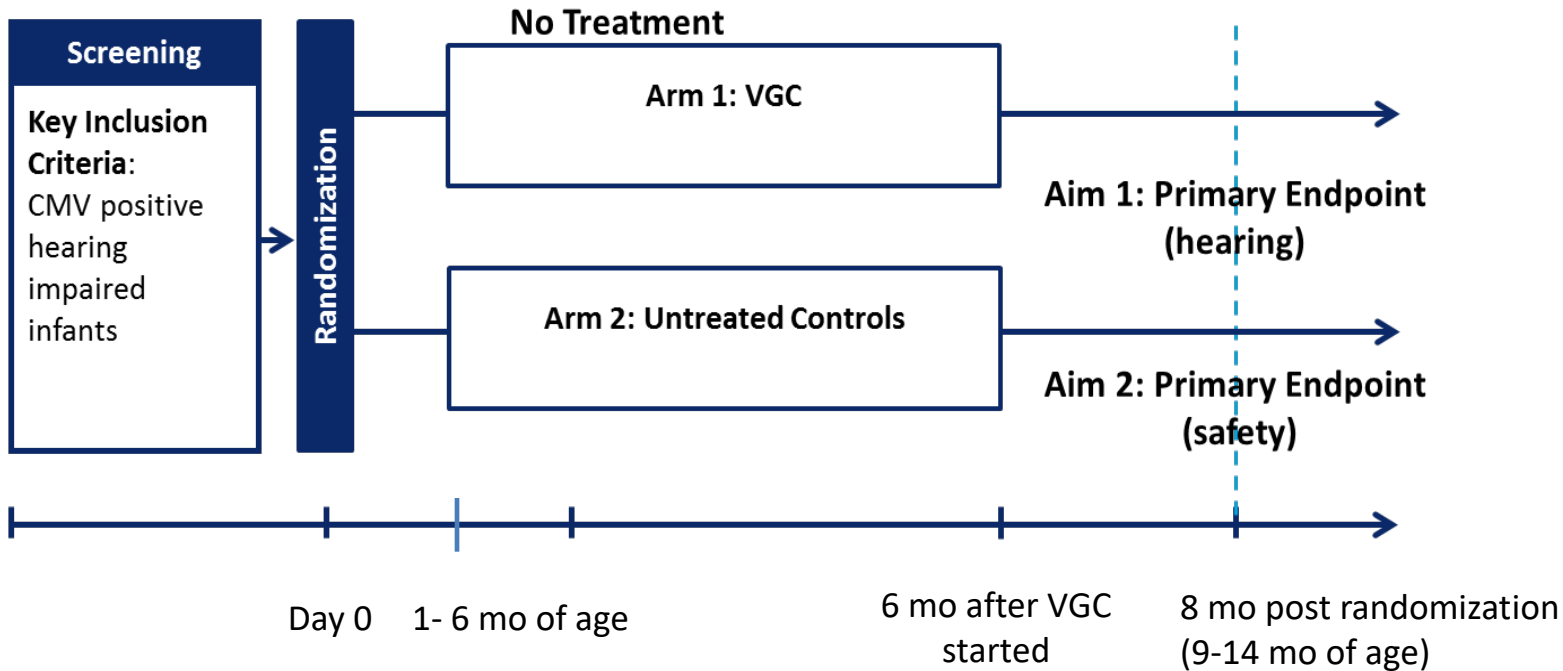 Screening
Key Inclusion
Criteria:
CMV positive
hearing
impaired
infants
Randomization
No Treatment
Arm 1: VGC
Aim 1: Primary Endpoint
(hearing)
Arm 2: Untreated Controls
Aim 2: Primary Endpoint
(safety)
Day 0
1- 6 mo of age
6 mo after VGC
started
8 mo post randomization
(9-14 mo of age)